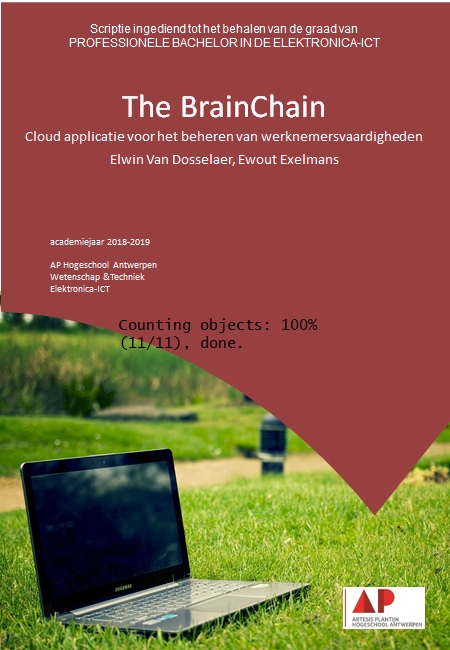 Scriptie ingediend tot het behalen van de graad van
PROFESSIONELE BACHELOR IN DE ELEKTRONICA-ICT
The BrainChain
Cloud applicatie voor het beheren van werknemersvaardigheden
Elwin Van Dosselaer, Ewout Exelmans
academiejaar 2018-2019
AP Hogeschool Antwerpen
Wetenschap &Techniek
Elektronica-ICT
Counting objects: 100%
(11/11), done.
SAMSUNG
AP
ARTESIS PLANTIJN
HOGESCHOOL ANTWERPEN